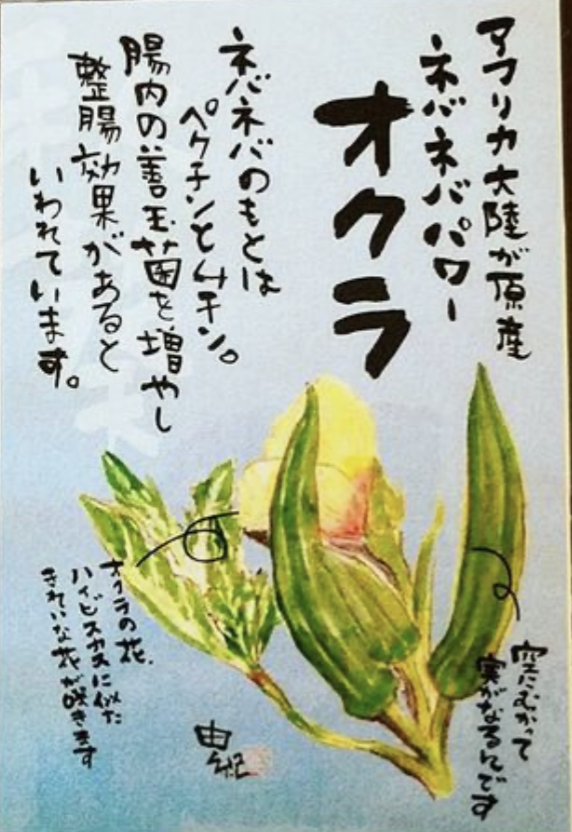 アフリカ大陸が原産
ネバネバパワー
オクラ
ネバネバのもとは
ペクチンとムチン。
腸内の善玉菌を増やし
整腸効果があると
いわれています。
空にむかって
実がなるんです
オクラの花。
ハイビスカスに似た
きれいな花が咲きます
由紀